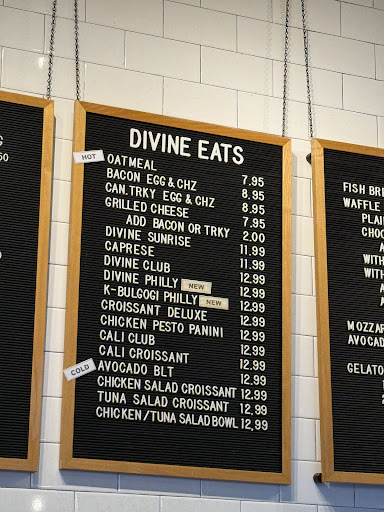 DIVINE EATS
HOT
OATMEAL 7.95
BACON EGG & CHZ 8.95
CAN.TRKY EGG & CHZ 8.95
GRILLED CHEESE 7.95
ADD BACON OR TRKY 2.00
DIVINE SUNRISE 11.99
CAPRESE 11.99
DIVINE CLUB 12.99
DIVINE PHILLY NEW 12.99
K-BULGOGI PHILLY NEW 12.99
CROISSANT DELUXE 12.99
CHICKEN PESTO PANINI 12.99
CALI CLUB 12.99
CALI CROISSANT 12.99
COLD
AVOCADO BLT 12.99
CHICKEN SALAD CROISSANT 12.99
TUNA SALAD CROISSANT 12.99
CHICKEN/TUNA SALAD BOWL 12.99
FISH BR
WAFFLE
PLAI
CHOC
A
WITH
WITH
A
MOZZAR
AVOCAD
GELATO